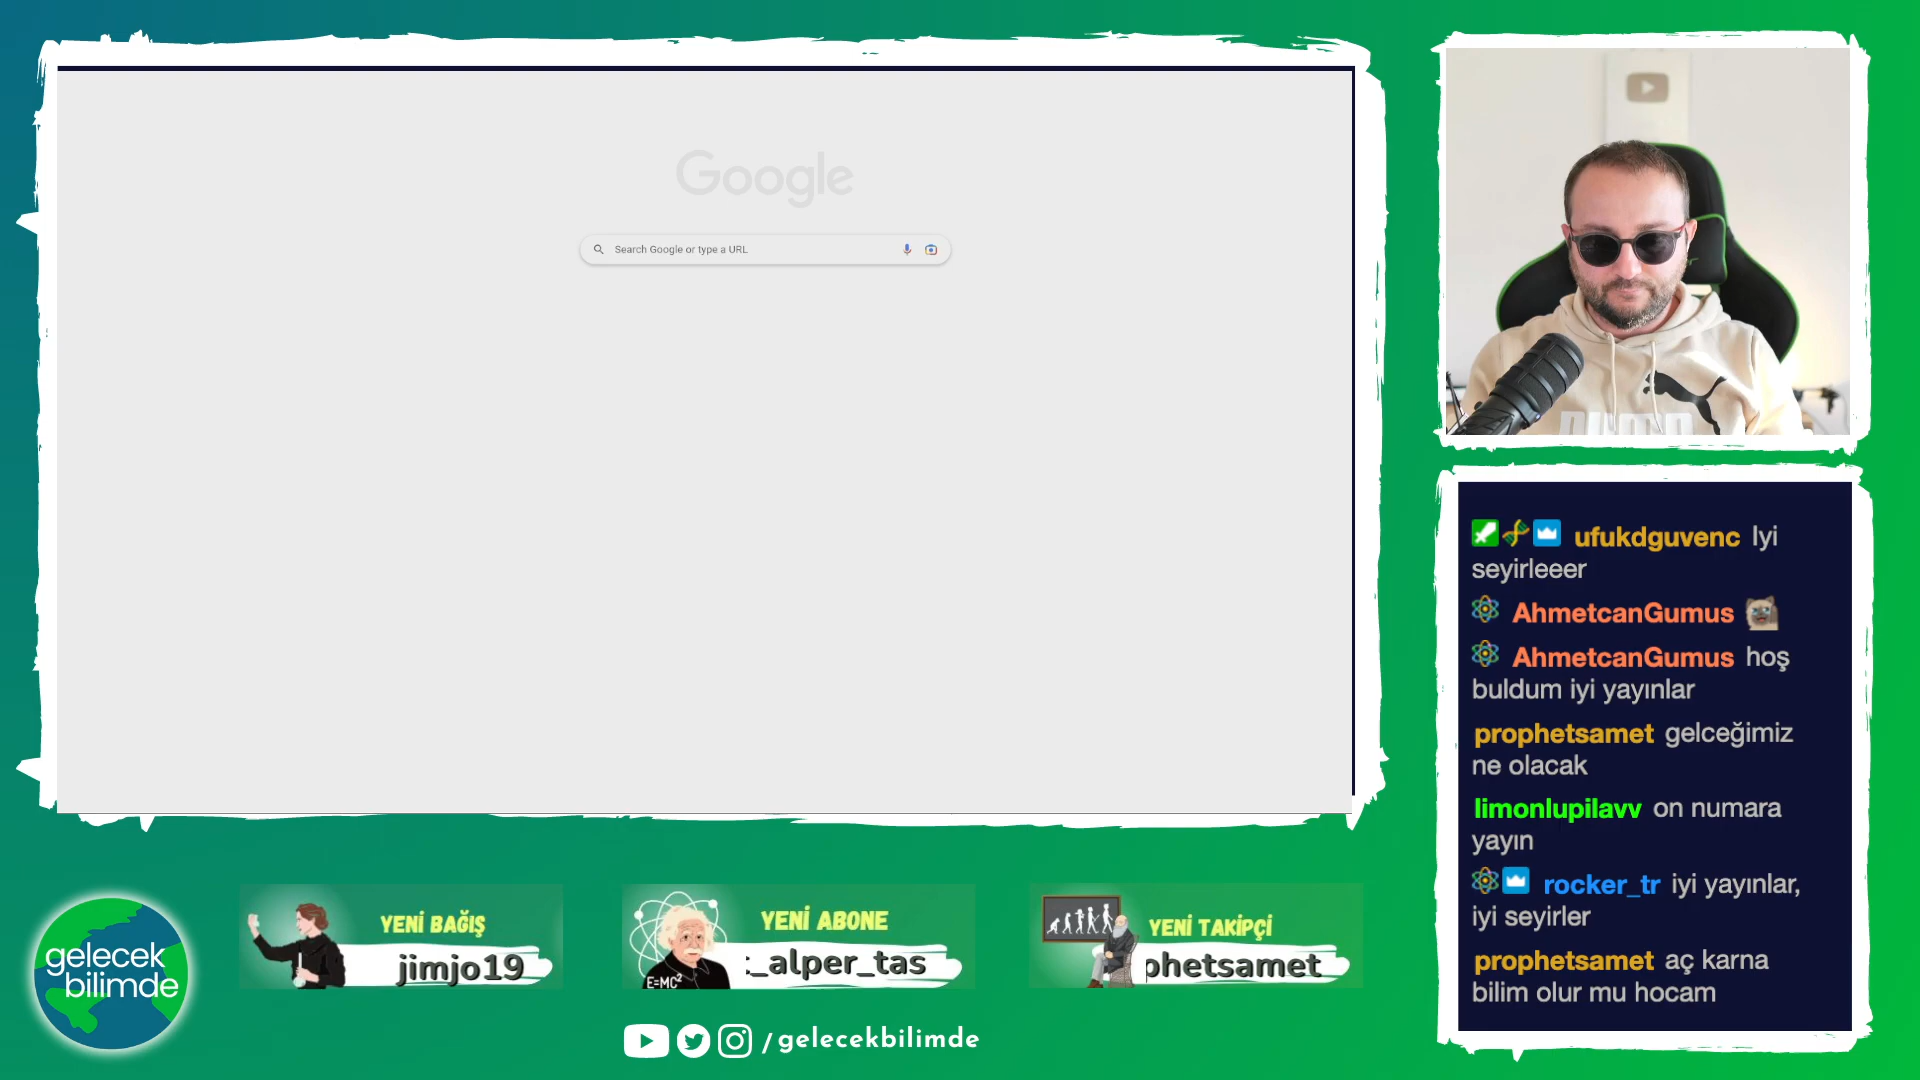 Google
Search Google or type a URL
PUMA
ufukdguvenc Iyi
seyirleeer
AhmetcanGumus
AhmetcanGumus hoş
buldum iyi yayınlar
prophetsamet gelceğimiz
ne olacak
limonlupilavv on numara
yayın
rocker_tr iyi yayınlar,
iyi seyirler
prophetsamet aç karna
bilim olur mu hocam
gelecek
bilimde
YENİ BAĞIŞ
jimjo19
YENİ ABONE
_alper_tas
E=MC²
YENİ TAKİPÇİ
phetsamet
/gelecekbilimde